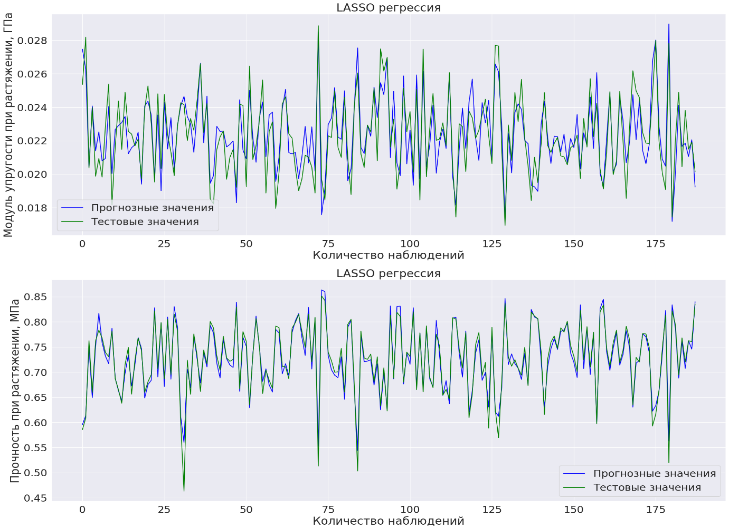 LASSO регрессия
Модуль упругости при растяжении, ГПа
0.028
0.026
0.024
0.022
0.020
0.018
Прогнозные значения
Тестовые значения
0 25 50 75 100 125 150 175
Количество наблюдений
LASSO регрессия
Прочность при растяжении, МПа
0.85
0.80
0.75
0.70
0.65
0.60
0.55
0.50
0.45
Прогнозные значения
Тестовые значения
0 25 50 75 100 125 150 175
Количество наблюдений